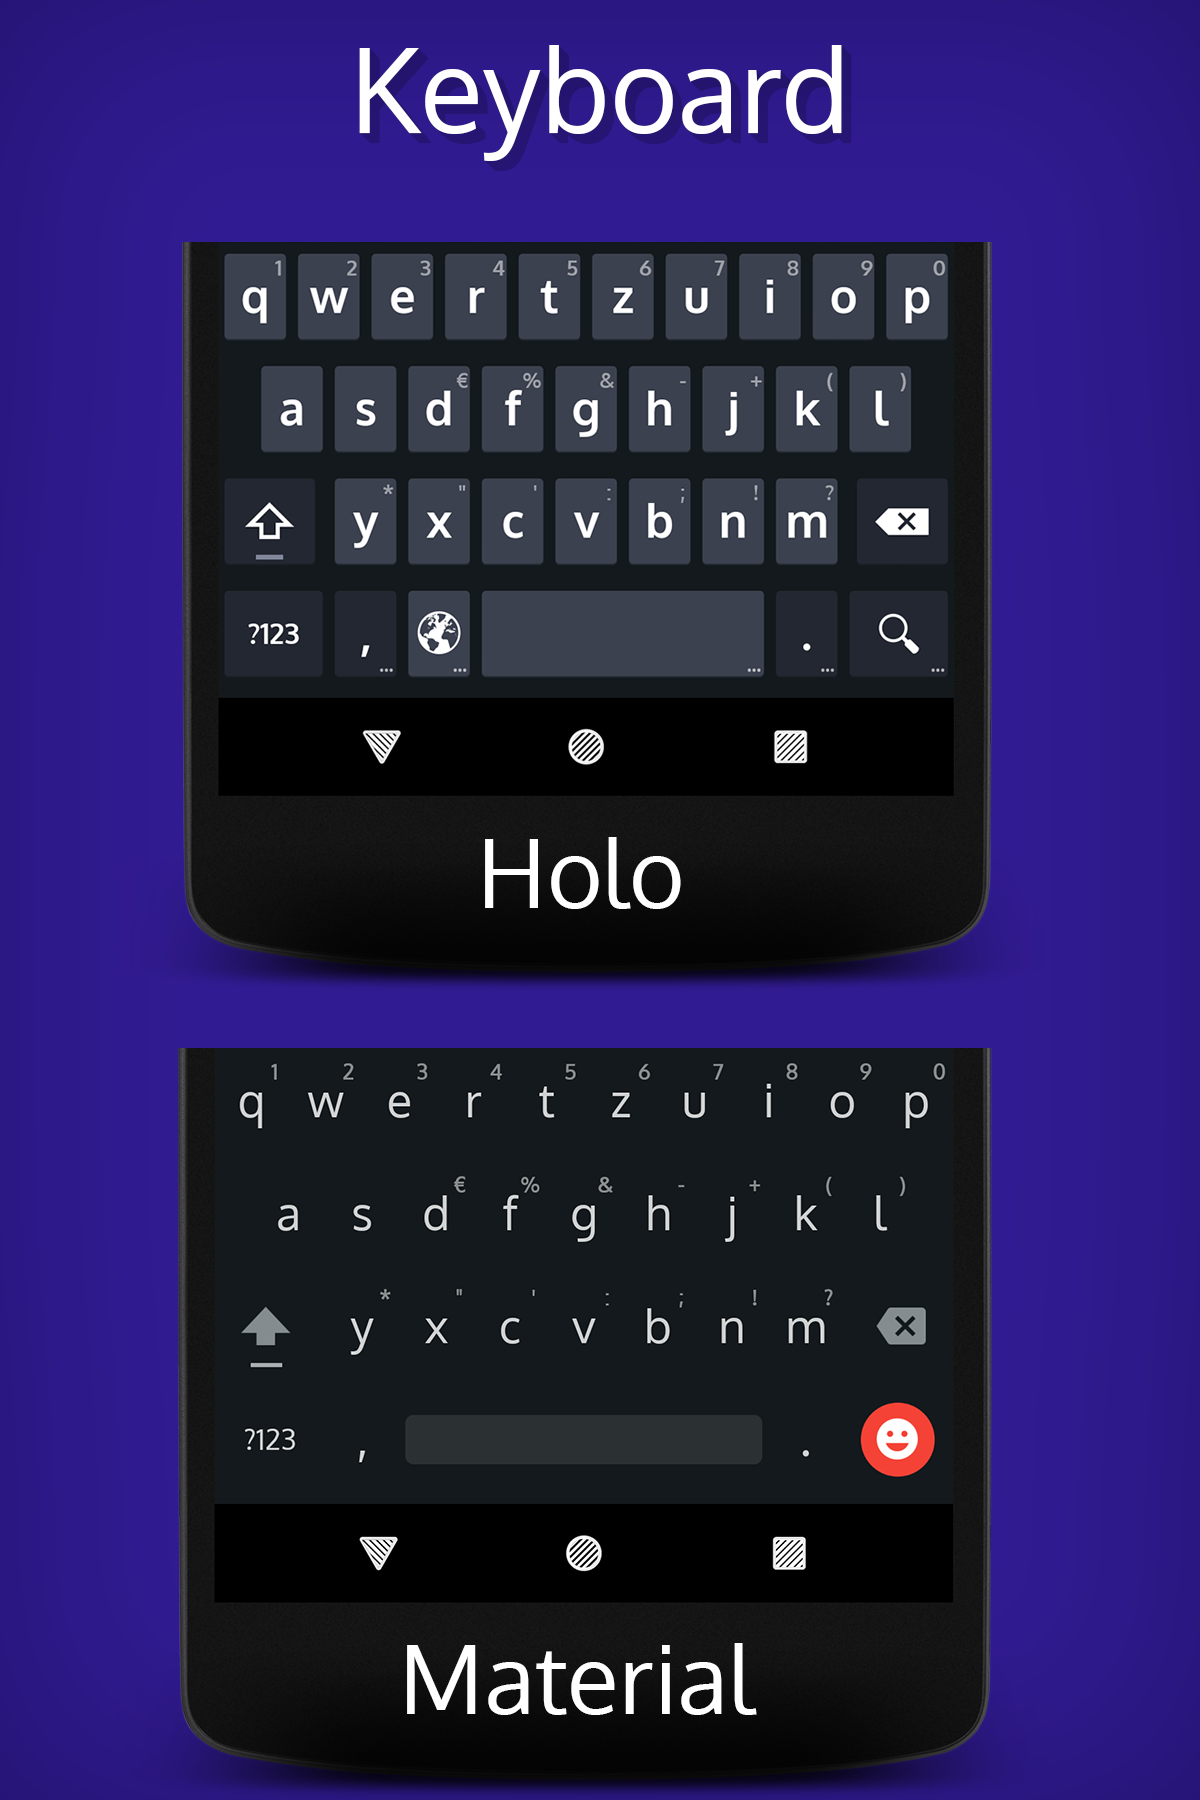 Keyboard
1 2 3 4 5 6 7 8 9 0
q w e r t z u i o p
€ % & - + ( )
a s d f g h j k l
* " ' : ; ! ?
y x c v b n m
?123 , .
... ... ... ... ...
Holo
1 2 3 4 5 6 7 8 9 0
q w e r t z u i o p
€ % & - + ( )
a s d f g h j k l
* " ' : ; ! ?
y x c v b n m
?123 , .
Material